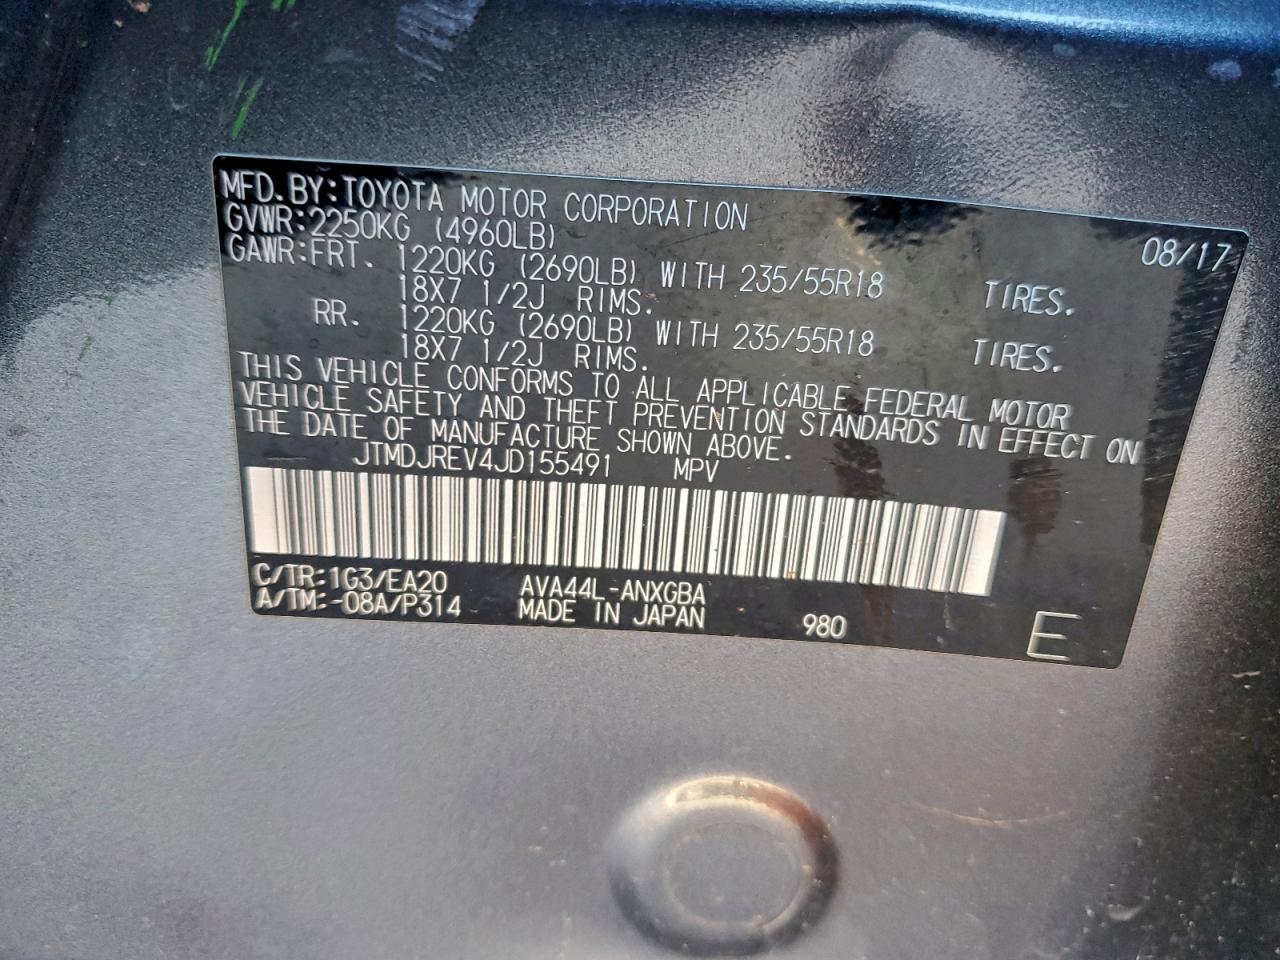 MFD.BY:TOYOTA MOTOR CORPORATION 08/17
GVWR:2250KG (4960LB)
GAWR:FRT. 1220KG (2690LB) WITH 235/55R18 TIRES.
18X7 1/2J RIMS.
RR. 1220KG (2690LB) WITH 235/55R18 TIRES.
18X7 1/2J RIMS.
THIS VEHICLE CONFORMS TO ALL APPLICABLE FEDERAL MOTOR
VEHICLE SAFETY AND THEFT PREVENTION STANDARDS IN EFFECT ON
THE DATE OF MANUFACTURE SHOWN ABOVE.
JTMDJREV4JD155491 MPV
C/TR:1G3/EA20 AVA44L-ANXGBA
A/TM:-08A/P314 MADE IN JAPAN 980 E